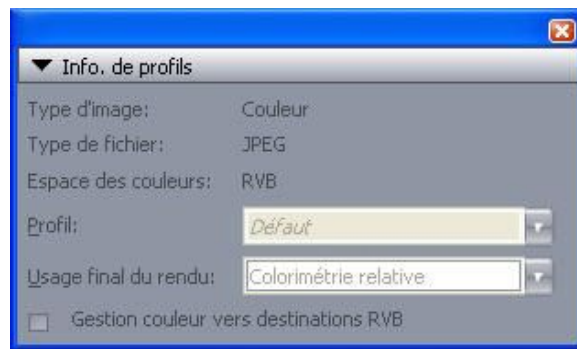 Info. de profils
Type d'image: Couleur
Type de fichier: JPEG
Espace des couleurs: RVB
Profil: Défaut
Usage final du rendu: Colorimétrie relative
Gestion couleur vers destinations RVB